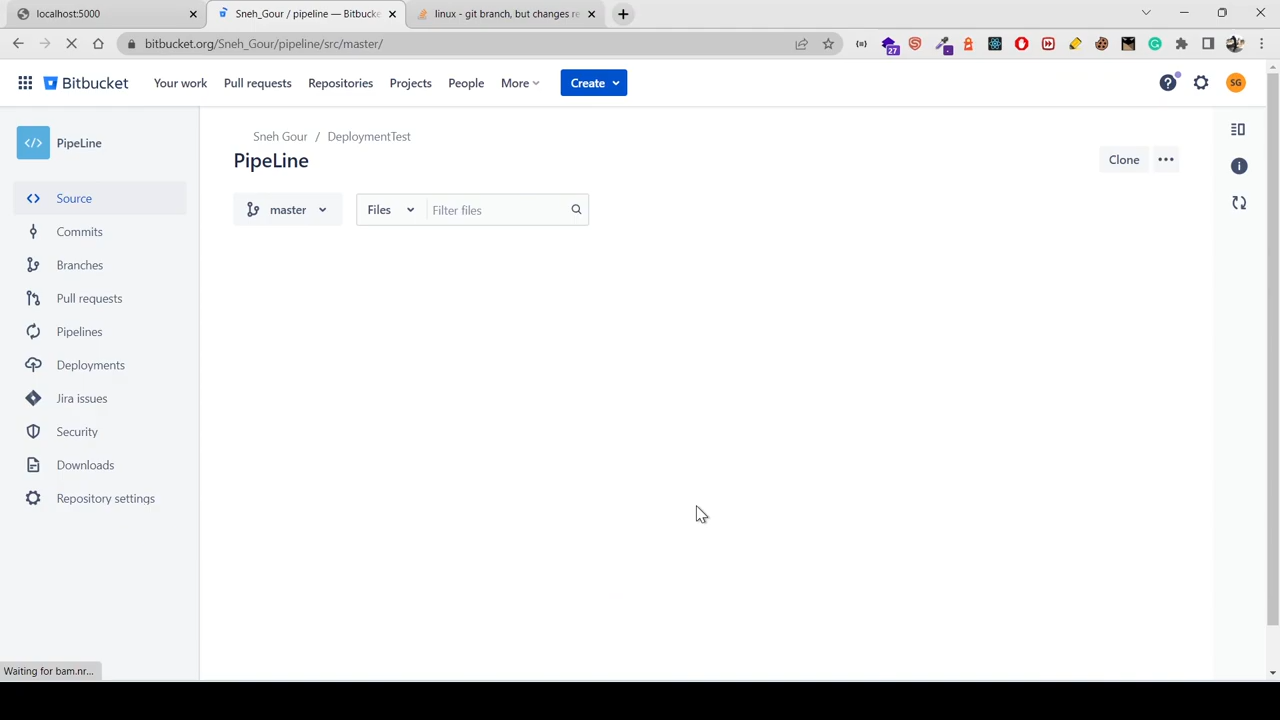 localhost:5000
Sneh_Gour / pipeline — Bitbucke
linux - git branch, but changes re
bitbucket.org/Sneh_Gour/pipeline/src/master/
27
Bitbucket
Your work
Pull requests
Repositories
Projects
People
More
Create
SG
PipeLine
Sneh Gour / DeploymentTest
PipeLine
Clone
Source
master
Files
Filter files
Commits
Branches
Pull requests
Pipelines
Deployments
Jira issues
Security
Downloads
Repository settings
Waiting for bam.nr...